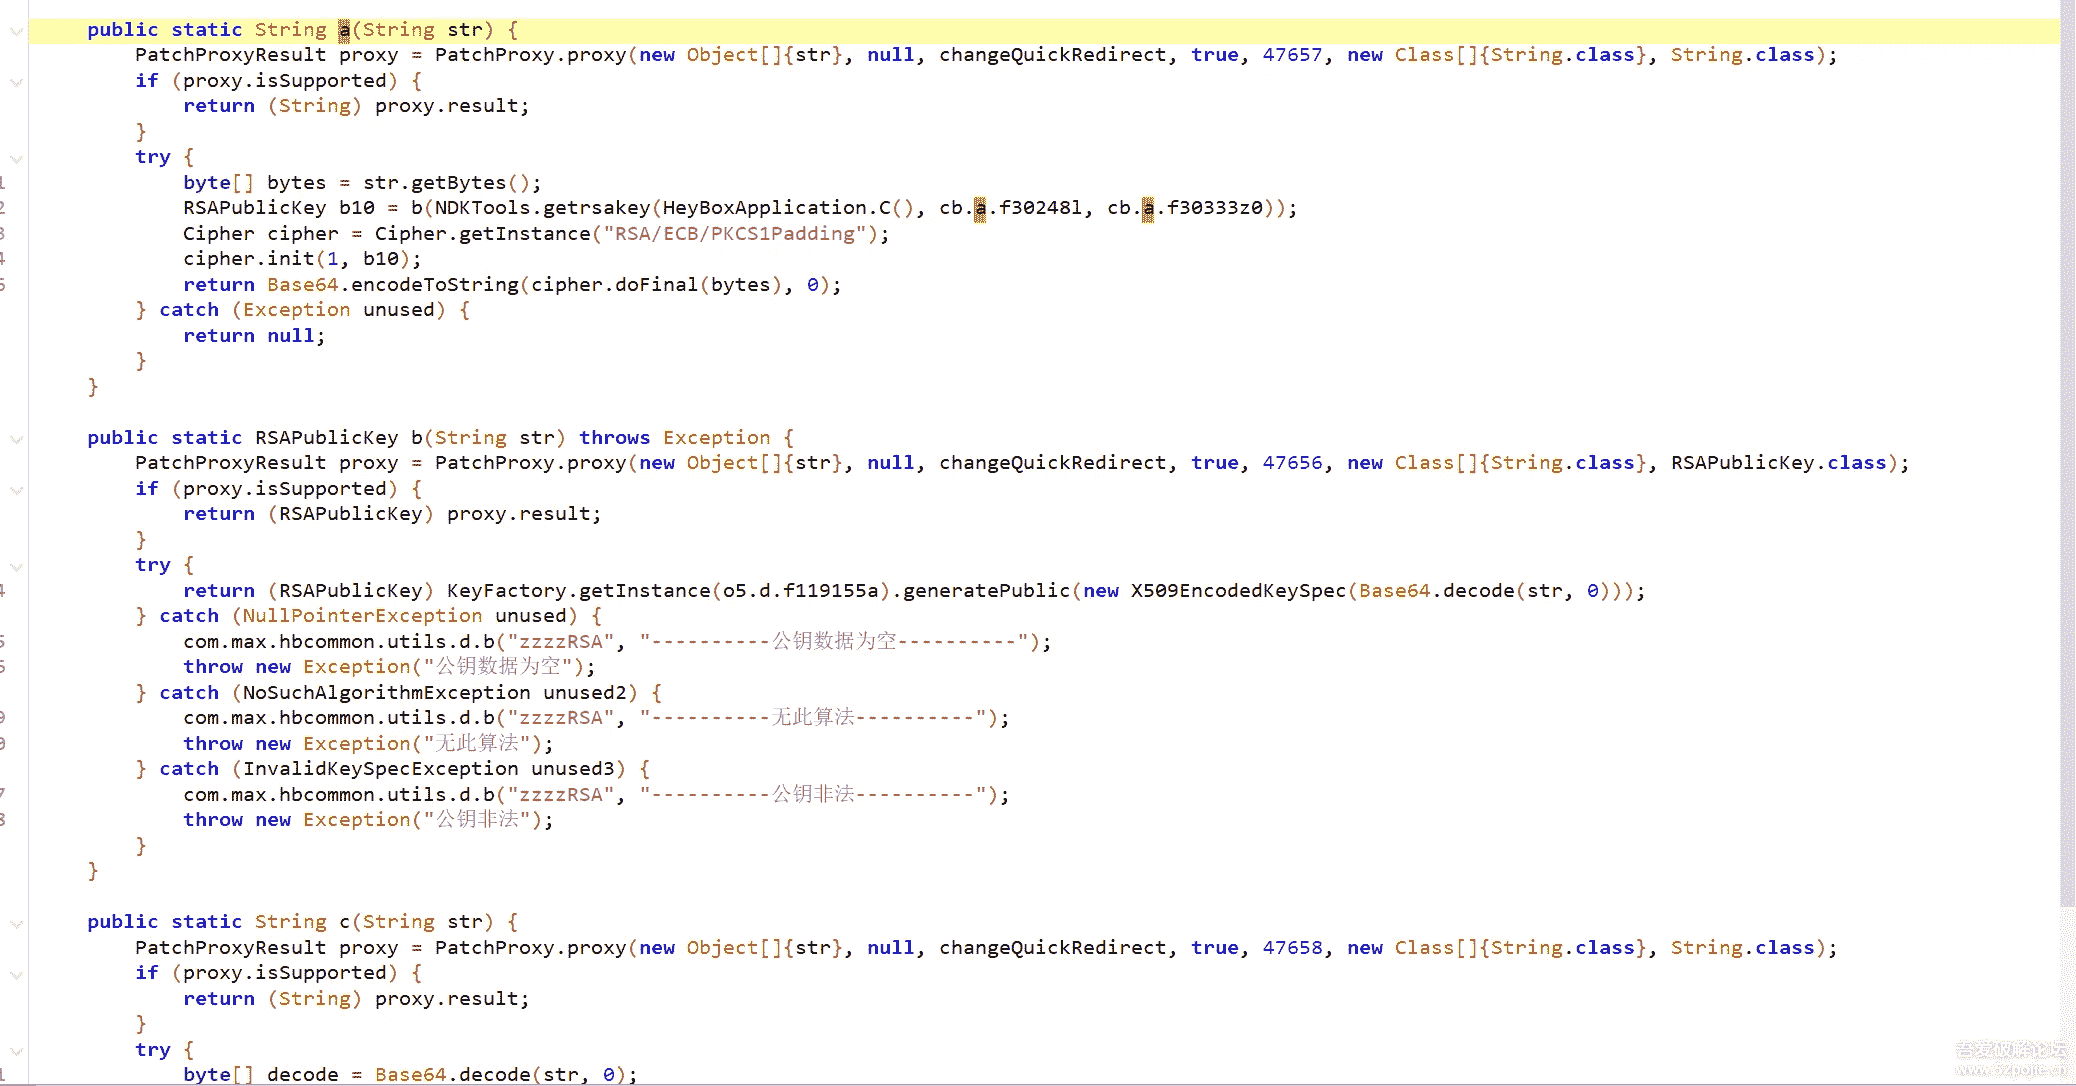 public static String a(String str) {
PatchProxyResult proxy = PatchProxy.proxy(new Object[]{str}, null, changeQuickRedirect, true, 47657, new Class[]{String.class}, String.class);
if (proxy.isSupported) {
return (String) proxy.result;
}
try {
byte[] bytes = str.getBytes();
RSAPublicKey b10 = b(NDKTools.getrsakey(HeyBoxApplication.C(), cb.a.f30248l, cb.a.f30333z0));
Cipher cipher = Cipher.getInstance("RSA/ECB/PKCS1Padding");
cipher.init(1, b10);
return Base64.encodeToString(cipher.doFinal(bytes), 0);
} catch (Exception unused) {
return null;
}
}
public static RSAPublicKey b(String str) throws Exception {
PatchProxyResult proxy = PatchProxy.proxy(new Object[]{str}, null, changeQuickRedirect, true, 47656, new Class[]{String.class}, RSAPublicKey.class);
if (proxy.isSupported) {
return (RSAPublicKey) proxy.result;
}
try {
return (RSAPublicKey) KeyFactory.getInstance(o5.d.f119155a).generatePublic(new X509EncodedKeySpec(Base64.decode(str, 0)));
} catch (NullPointerException unused) {
com.max.hbcommon.utils.d.b("zzzzRSA", "----------公钥数据为空----------");
throw new Exception("公钥数据为空");
} catch (NoSuchAlgorithmException unused2) {
com.max.hbcommon.utils.d.b("zzzzRSA", "----------无此算法----------");
throw new Exception("无此算法");
} catch (InvalidKeySpecException unused3) {
com.max.hbcommon.utils.d.b("zzzzRSA", "----------公钥非法----------");
throw new Exception("公钥非法");
}
}
public static String c(String str) {
PatchProxyResult proxy = PatchProxy.proxy(new Object[]{str}, null, changeQuickRedirect, true, 47658, new Class[]{String.class}, String.class);
if (proxy.isSupported) {
return (String) proxy.result;
}
try {
byte[] decode = Base64.decode(str, 0);
吾爱破解论坛
www.52pojie.cn